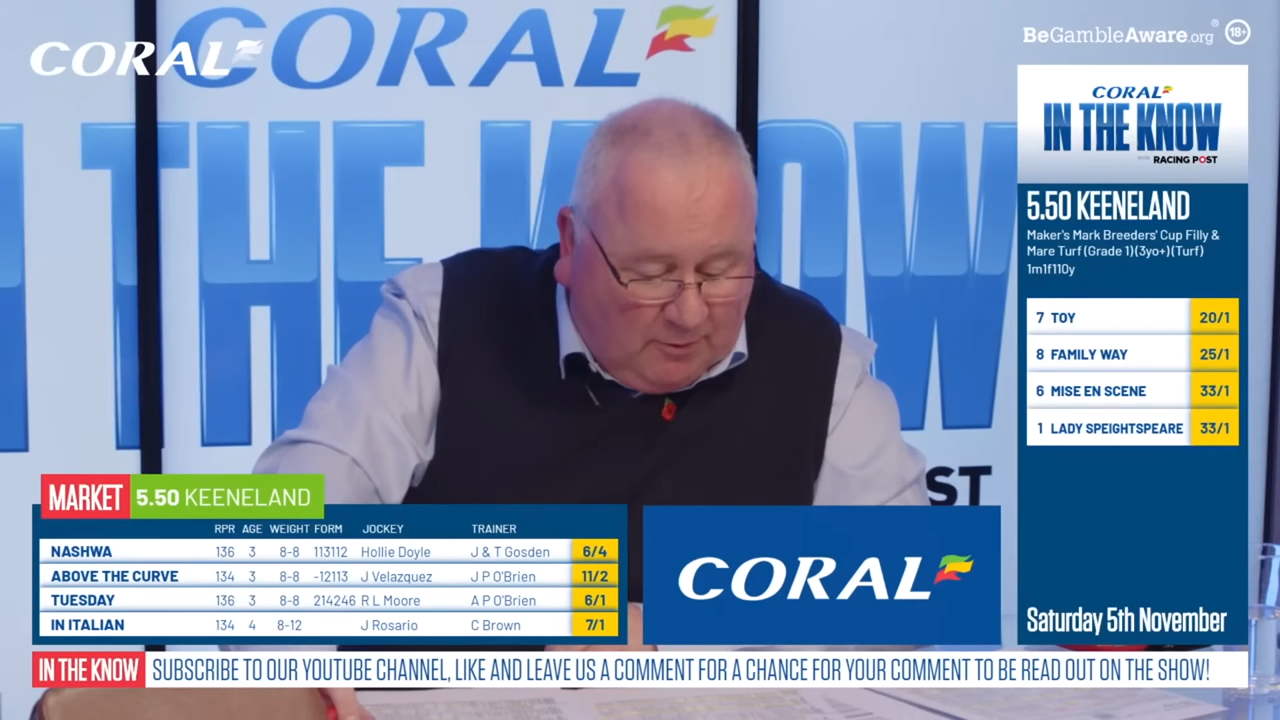 CORAL
CORAL
BeGambleAware.org® 18+
THE KNOW
CORAL
IN THE KNOW
WITH RACING POST
5.50 KEENELAND
Maker's Mark Breeders' Cup Filly &
Mare Turf (Grade 1)(3yo+)(Turf)
1m1f110y
7 TOY 20/1
8 FAMILY WAY 25/1
6 MISE EN SCENE 33/1
1 LADY SPEIGHTSPEARE 33/1
Saturday 5th November
ST
MARKET 5.50 KEENELAND
RPR AGE WEIGHT FORM JOCKEY TRAINER
NASHWA 136 3 8-8 113112 Hollie Doyle J & T Gosden 6/4
ABOVE THE CURVE 134 3 8-8 -12113 J Velazquez J P O'Brien 11/2
TUESDAY 136 3 8-8 214246 R L Moore A P O'Brien 6/1
IN ITALIAN 134 4 8-12 J Rosario C Brown 7/1
CORAL
IN THE KNOW SUBSCRIBE TO OUR YOUTUBE CHANNEL, LIKE AND LEAVE US A COMMENT FOR A CHANCE FOR YOUR COMMENT TO BE READ OUT ON THE SHOW!